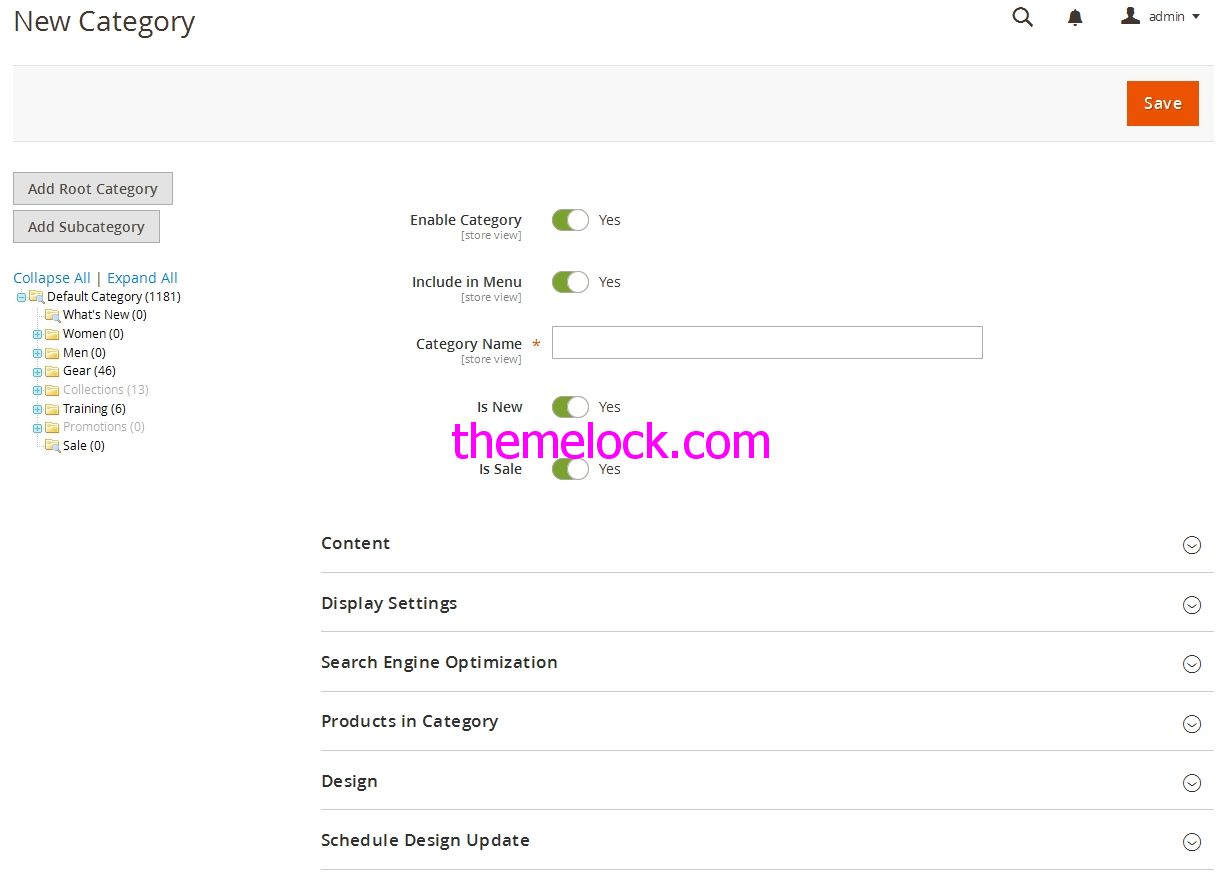 New Category
admin
Save
Add Root Category
Add Subcategory
Collapse All | Expand All
Default Category (1181)
What's New (0)
Women (0)
Men (0)
Gear (46)
Collections (13)
Training (6)
Promotions (0)
Sale (0)
Enable Category
[store view]
Yes
Include in Menu
[store view]
Yes
Category Name *
[store view]
Is New
Yes
themelock.com
Is Sale
Yes
Content
Display Settings
Search Engine Optimization
Products in Category
Design
Schedule Design Update